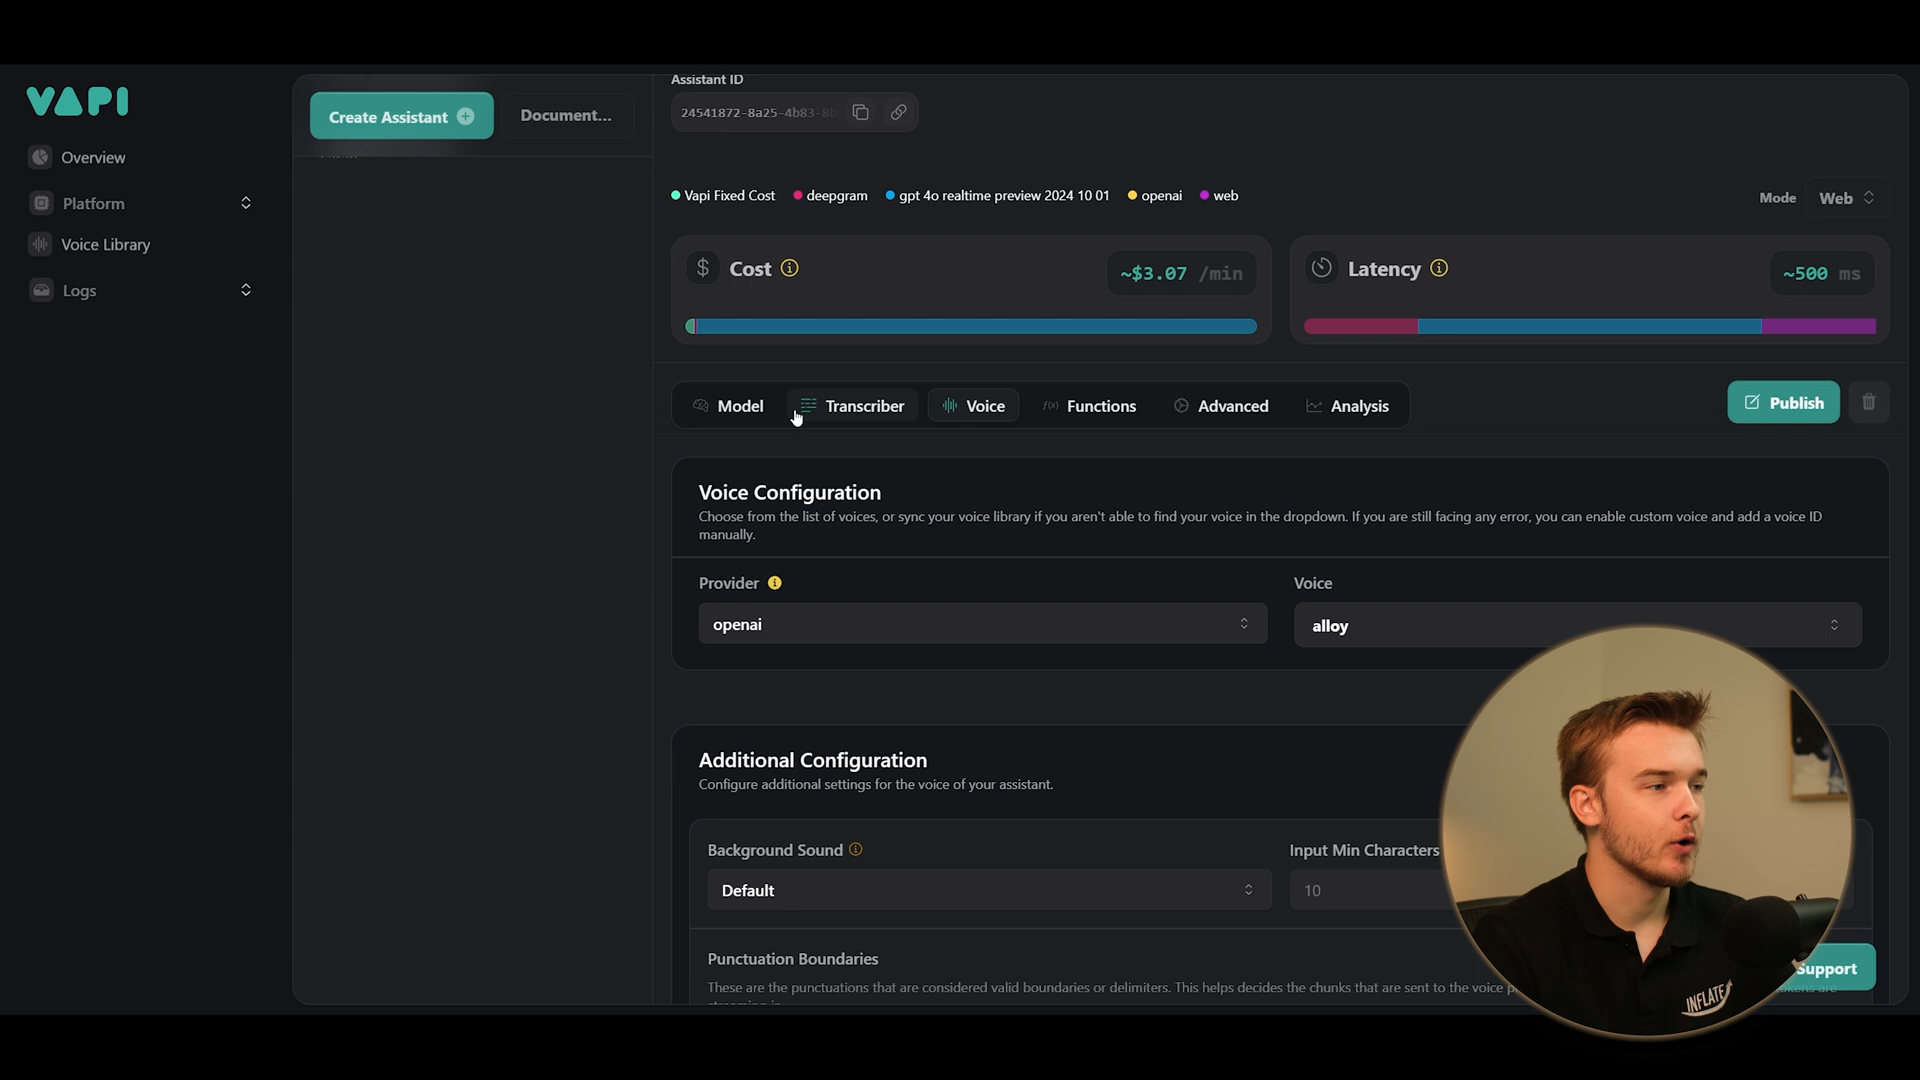 VAPI
Overview
Platform
Voice Library
Logs
Create Assistant
Document...
Assistant ID
24541872-8a25-4b83-8b
Vapi Fixed Cost
deepgram
gpt 4o realtime preview 2024 10 01
openai
web
Mode
Web
Cost
~$3.07 /min
Latency
~500 ms
Model
Transcriber
Voice
f(x) Functions
Advanced
Analysis
Publish
Voice Configuration
Choose from the list of voices, or sync your voice library if you aren't able to find your voice in the dropdown. If you are still facing any error, you can enable custom voice and add a voice ID
manually.
Provider
openai
Voice
alloy
Additional Configuration
Configure additional settings for the voice of your assistant.
Background Sound
Default
Input Min Characters
10
Punctuation Boundaries
These are the punctuations that are considered valid boundaries or delimiters. This helps decides the chunks that are sent to the voice
Support
INFLATE